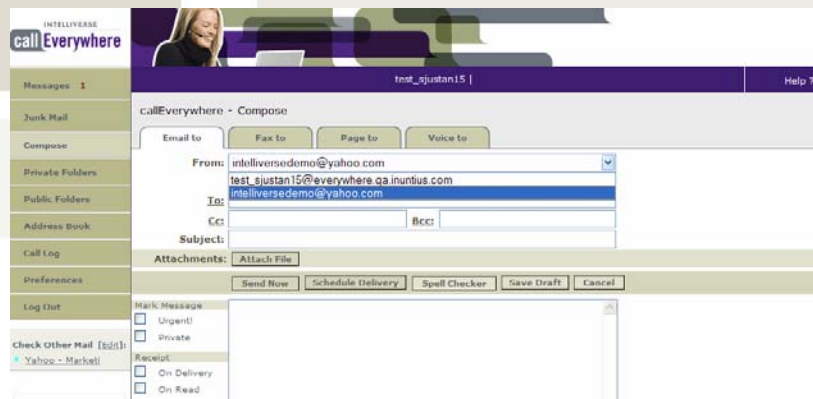 INTELLIVERSE
call Everywhere
test_sjustan15 |
Help ?
Messages 1
Junk Mail
Compose
Private Folders
Public Folders
Address Book
Call Log
Preferences
Log Out
Check Other Mail [Edit]:
Yahoo - Marketi
callEverywhere - Compose
Email to
Fax to
Page to
Voice to
From: intelliversedemo@yahoo.com
test_sjustan15@everywhere.qa.inuntius.com
intelliversedemo@yahoo.com
To:
Cc:
Bcc:
Subject:
Attachments: Attach File
Send Now Schedule Delivery Spell Checker Save Draft Cancel
Mark Message
Urgent!
Private
Receipt
On Delivery
On Read